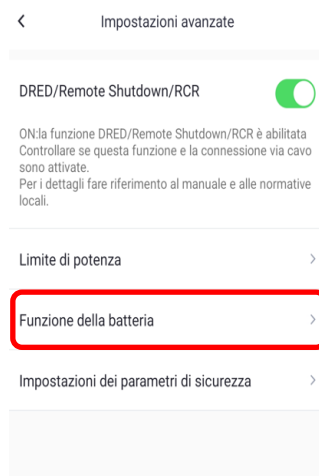 Impostazioni avanzate
DRED/Remote Shutdown/RCR
ON:la funzione DRED/Remote Shutdown/RCR è abilitata
Controllare se questa funzione e la connessione via cavo
sono attivate.
Per i dettagli fare riferimento al manuale e alle normative
locali.
Limite di potenza
Funzione della batteria
Impostazioni dei parametri di sicurezza